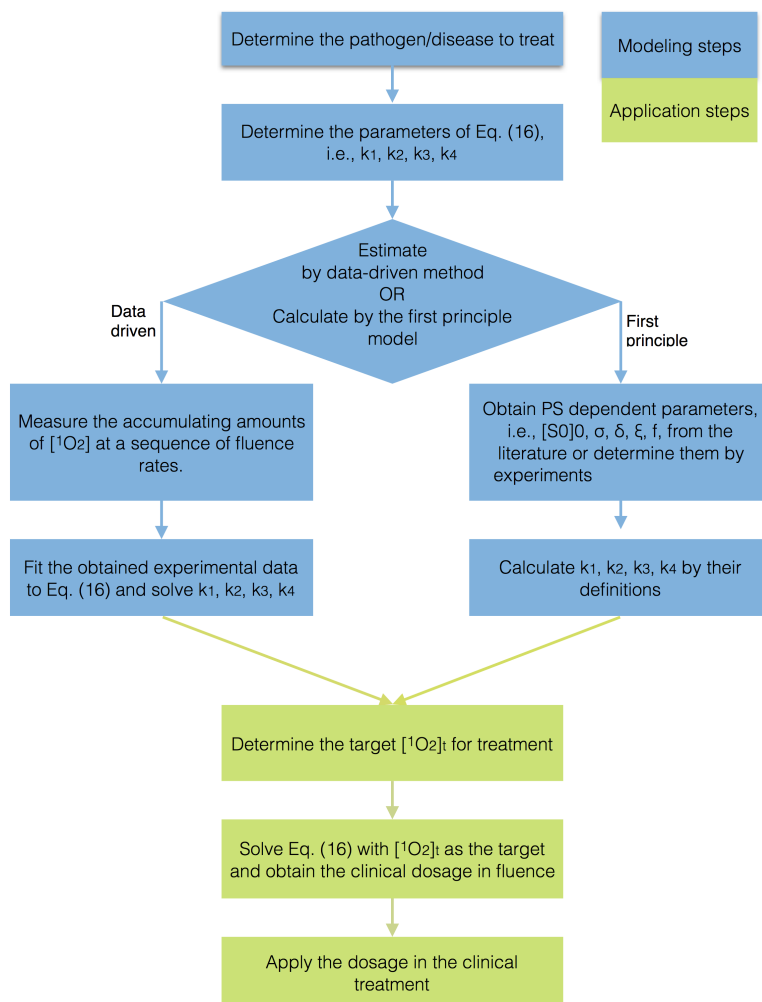 Determine the pathogen/disease to treat
Modeling steps
Application steps
Determine the parameters of Eq. (16),
i.e., k1, k2, k3, k4
Estimate
by data-driven method
OR
Calculate by the first principle
model
Data
driven
First
principle
Measure the accumulating amounts
of [¹O2] at a sequence of fluence
rates.
Obtain PS dependent parameters,
i.e., [S0]0, σ, δ, ξ, f, from the
literature or determine them by
experiments
Fit the obtained experimental data
to Eq. (16) and solve k1, k2, k3, k4
Calculate k1, k2, k3, k4 by their
definitions
Determine the target [¹O2]t for treatment
Solve Eq. (16) with [¹O2]t as the target
and obtain the clinical dosage in fluence
Apply the dosage in the clinical
treatment